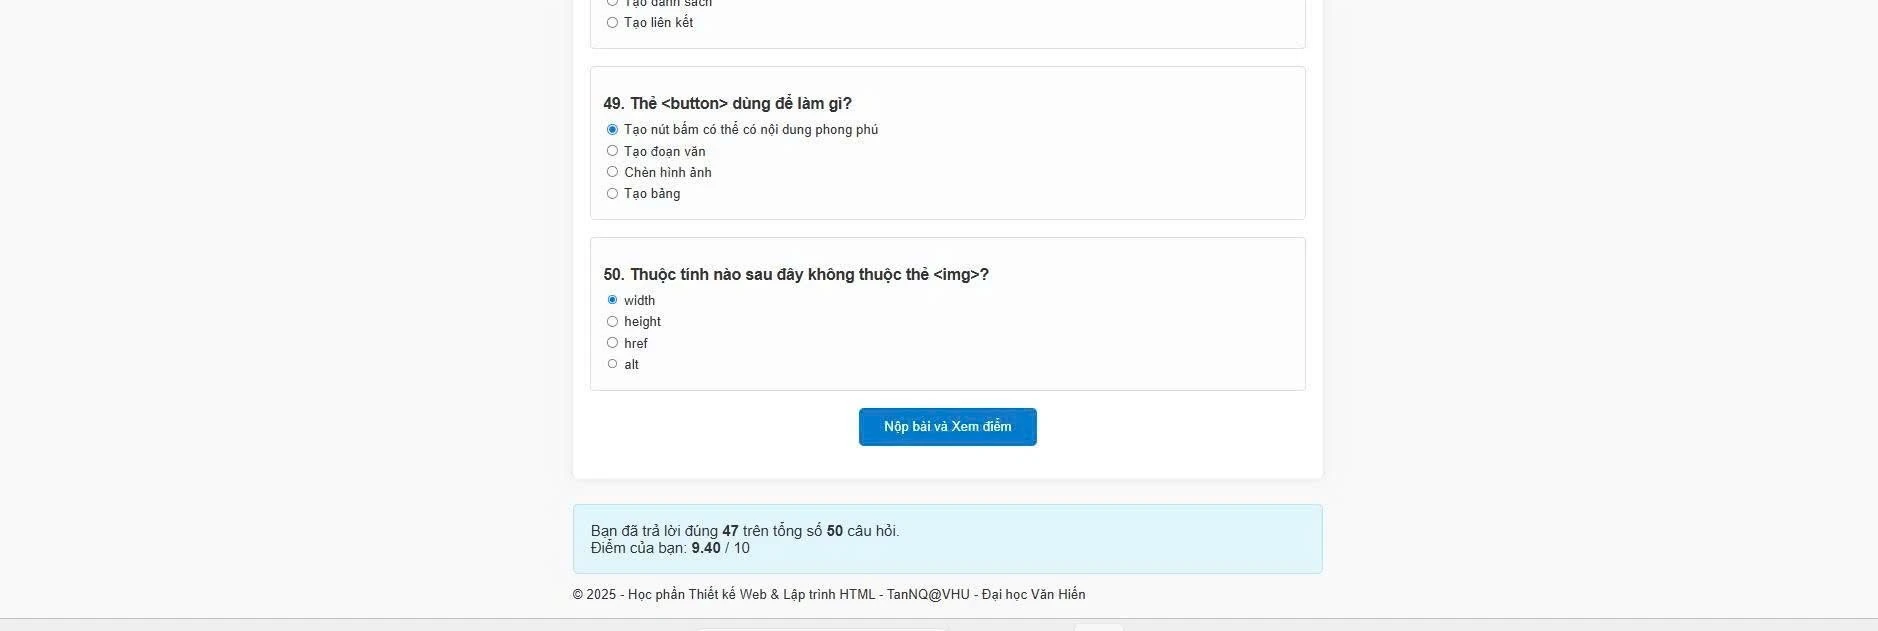 Tạo danh sách
Tạo liên kết
49. Thẻ <button> dùng để làm gì?
Tạo nút bấm có thể có nội dung phong phú
Tạo đoạn văn
Chèn hình ảnh
Tạo bảng
50. Thuộc tính nào sau đây không thuộc thẻ <img>?
width
height
href
alt
Nộp bài và Xem điểm
Bạn đã trả lời đúng 47 trên tổng số 50 câu hỏi.
Điểm của bạn: 9.40 / 10
© 2025 - Học phần Thiết kế Web & Lập trình HTML - TanNQ@VHU - Đại học Văn Hiến